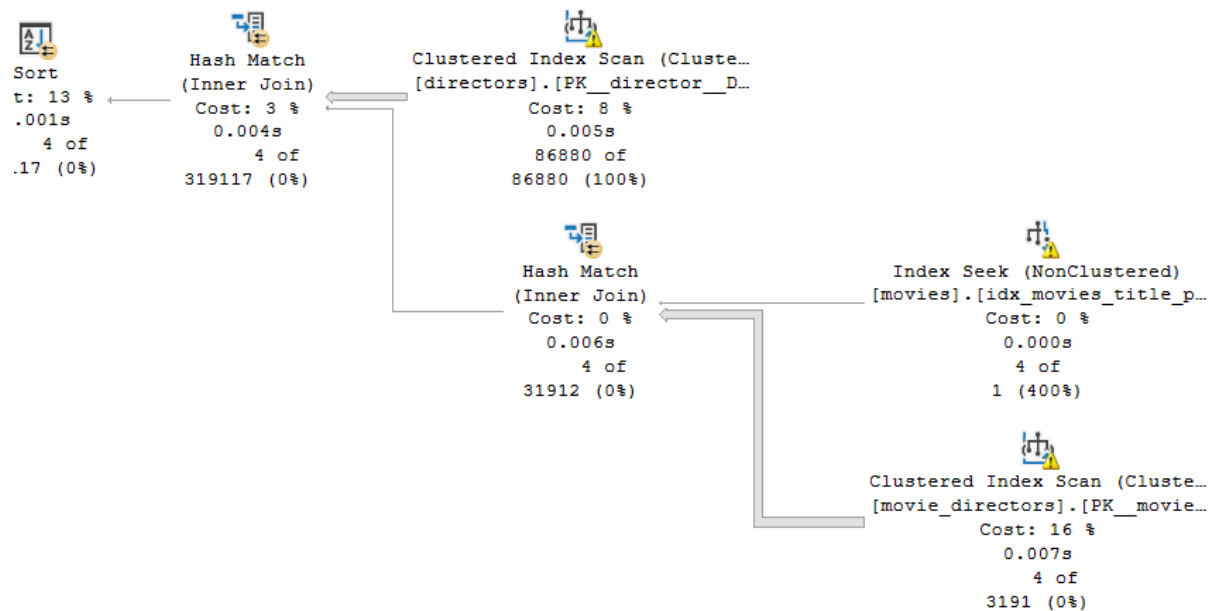 Sort
t: 13 %
.001s
4 of
.17 (0%)
Hash Match
(Inner Join)
Cost: 3 %
0.004s
4 of
319117 (0%)
Clustered Index Scan (Cluste…
[directors].[PK__director__D…
Cost: 8 %
0.005s
86880 of
86880 (100%)
Hash Match
(Inner Join)
Cost: 0 %
0.006s
4 of
31912 (0%)
Index Seek (NonClustered)
[movies].[idx_movies_title_p…
Cost: 0 %
0.000s
4 of
1 (400%)
Clustered Index Scan (Cluste…
[movie_directors].[PK__movie…
Cost: 16 %
0.007s
4 of
3191 (0%)